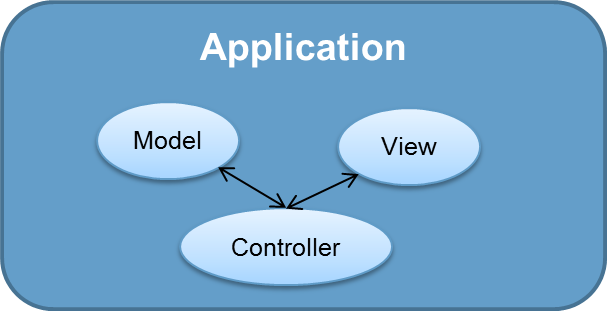 Application
Model
View
Controller